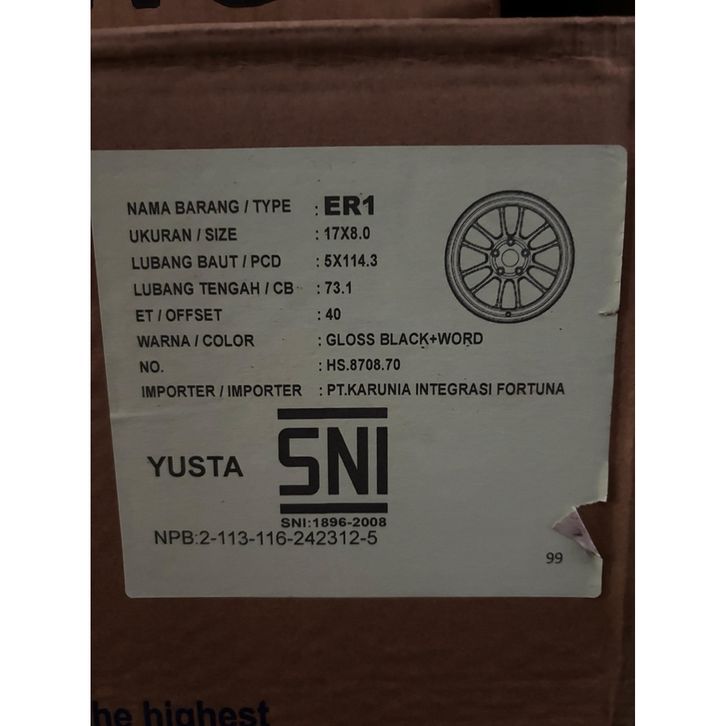 NAMA BARANG / TYPE : ER1
UKURAN / SIZE : 17X8.0
LUBANG BAUT / PCD : 5X114.3
LUBANG TENGAH / CB : 73.1
ET / OFFSET : 40
WARNA / COLOR : GLOSS BLACK+WORD
NO. : HS.8708.70
IMPORTER / IMPORTER : PT.KARUNIA INTEGRASI FORTUNA
YUSTA SNI
SNI:1896-2008
NPB:2-113-116-242312-5
99
he highest